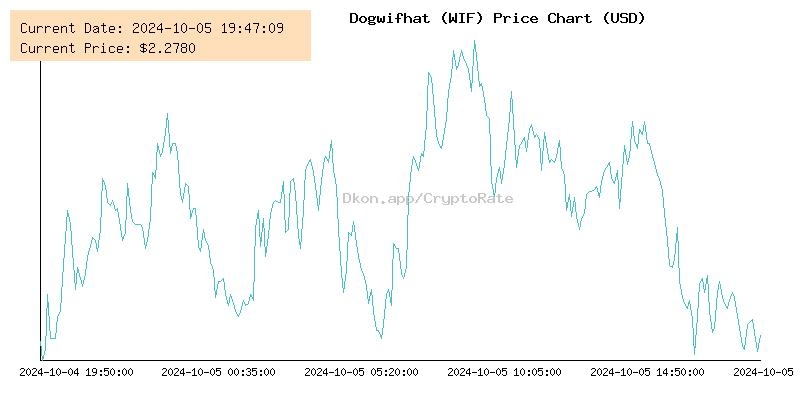 Dogwifhat (WIF) Price Chart (USD)
Current Date: 2024-10-05 19:47:09
Current Price: $2.2780
Dkon.app/CryptoRate
2024-10-04 19:50:00 2024-10-05 00:35:00 2024-10-05 05:20:00 2024-10-05 10:05:00 2024-10-05 14:50:00 2024-10-05